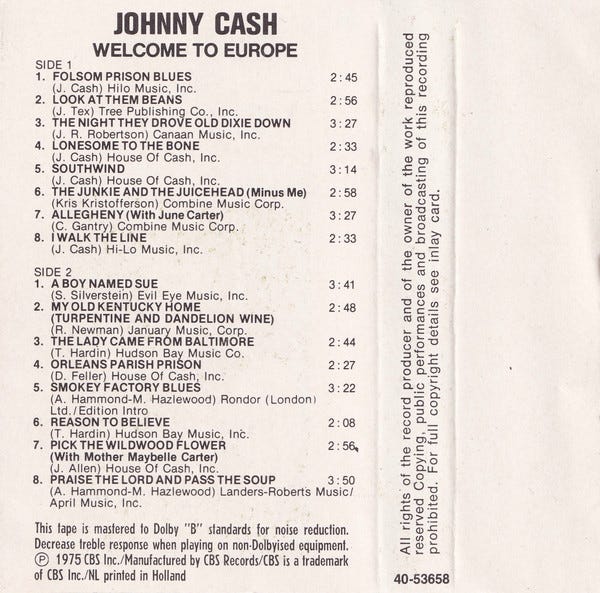 JOHNNY CASH
WELCOME TO EUROPE
SIDE 1
1. FOLSOM PRISON BLUES 2:45
(J. Cash) Hilo Music, Inc.
2. LOOK AT THEM BEANS 2:56
(J. Tex) Tree Publishing Co., Inc.
3. THE NIGHT THEY DROVE OLD DIXIE DOWN 3:27
(J. R. Robertson) Canaan Music, Inc.
4. LONESOME TO THE BONE 2:33
(J. Cash) House Of Cash, Inc.
5. SOUTHWIND 3:14
(J. Cash) House Of Cash, Inc.
6. THE JUNKIE AND THE JUICEHEAD (Minus Me) 2:58
(Kris Kristofferson) Combine Music Corp.
7. ALLEGHENY (With June Carter) 3:27
(C. Gantry) Combine Music Corp.
8. I WALK THE LINE 2:33
(J. Cash) Hi-Lo Music, Inc.
SIDE 2
1. A BOY NAMED SUE 3:41
(S. Silverstein) Evil Eye Music, Inc.
2. MY OLD KENTUCKY HOME 2:48
(TURPENTINE AND DANDELION WINE)
(R. Newman) January Music, Corp.
3. THE LADY CAME FROM BALTIMORE 2:44
(T. Hardin) Hudson Bay Music Co.
4. ORLEANS PARISH PRISON 2:27
(D. Feller) House Of Cash, Inc.
5. SMOKEY FACTORY BLUES 3:22
(A. Hammond-M. Hazlewood) Rondor (London)
Ltd./Edition Intro
6. REASON TO BELIEVE 2:08
(T. Hardin) Hudson Bay Music, Inc.
7. PICK THE WILDWOOD FLOWER 2:56
(With Mother Maybelle Carter)
(J. Allen) House Of Cash, Inc.
8. PRAISE THE LORD AND PASS THE SOUP 3:50
(A. Hammond-M. Hazlewood) Landers-Roberts Music/
April Music, Inc.
This tape is mastered to Dolby "B" standards for noise reduction.
Decrease treble response when playing on non-Dolbyised equipment.
Ⓟ 1975 CBS Inc./Manufactured by CBS Records/CBS is a trademark
of CBS Inc./NL printed in Holland
All rights of the record producer and of the owner of the work reproduced
reserved Copying, public performances and broadcasting of this recording
prohibited. For full copyright details see inlay card.
40-53658